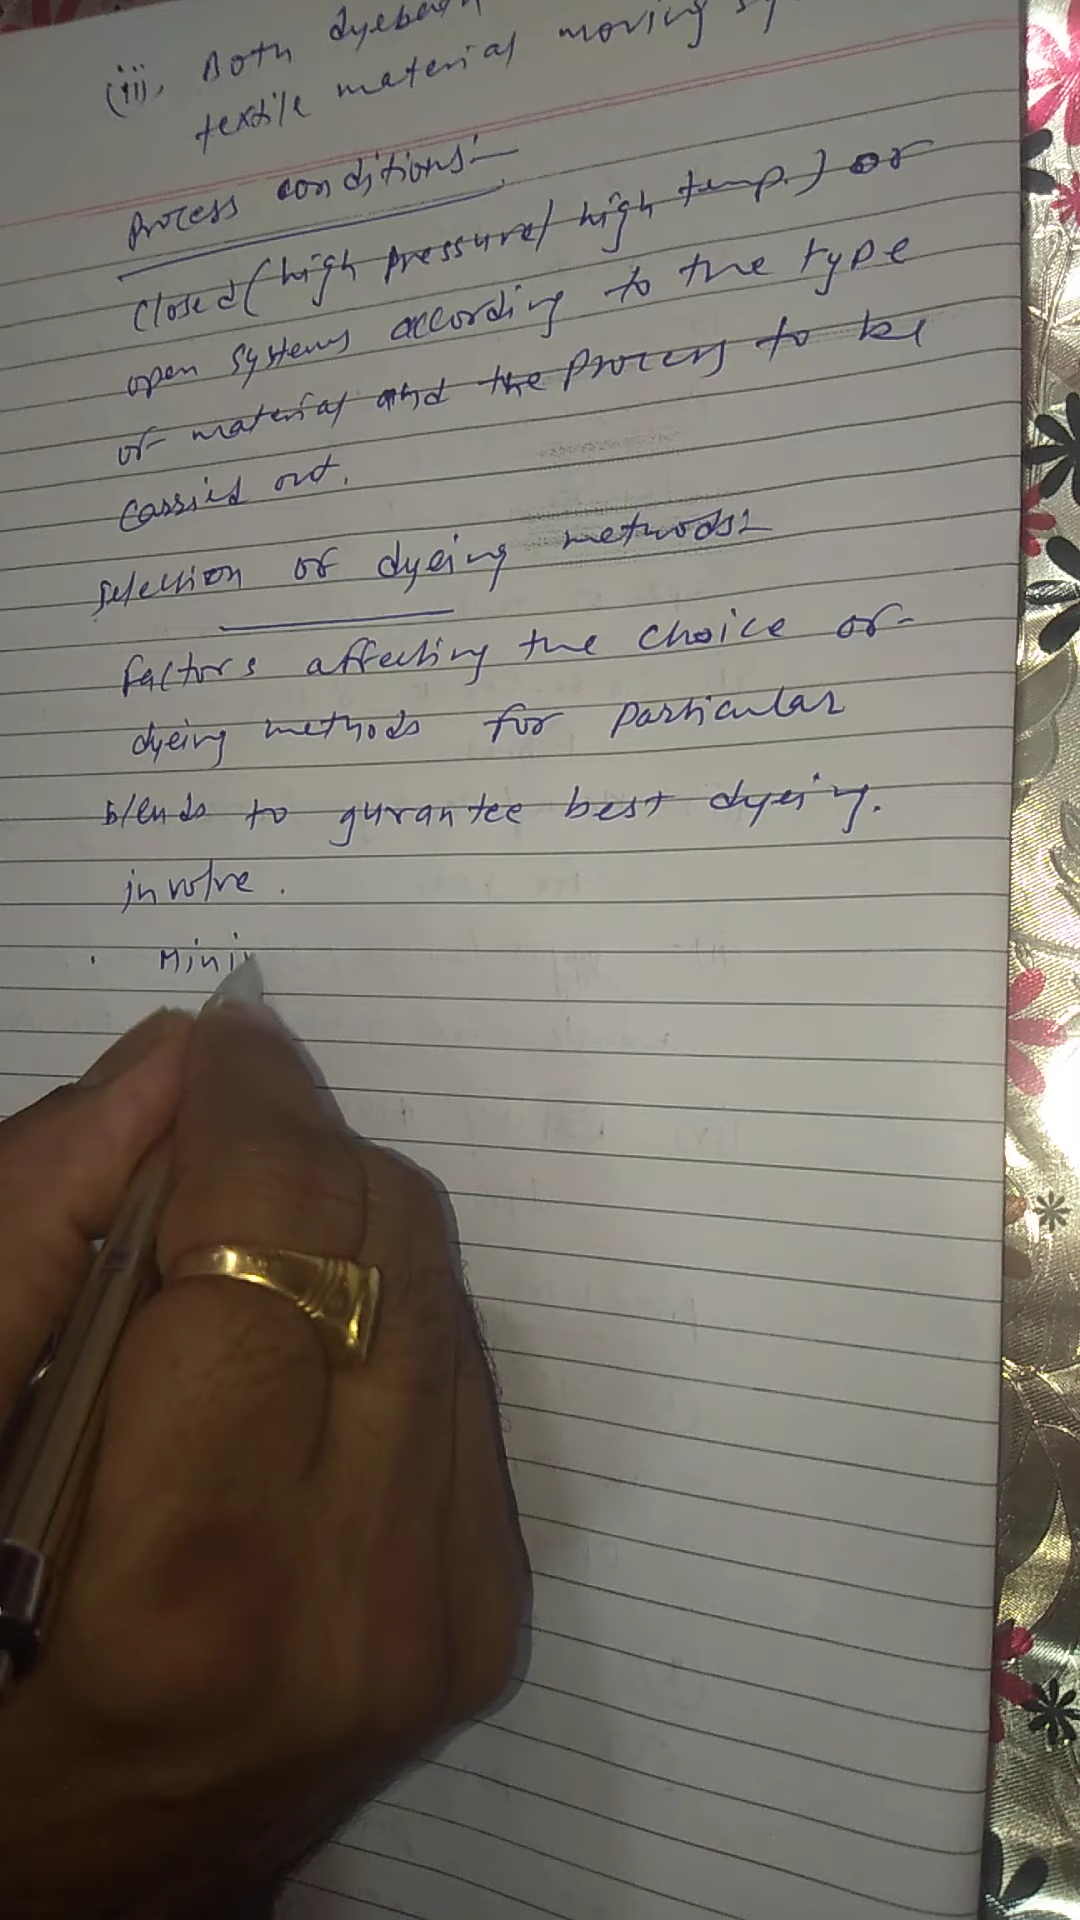 (iii), Both
textile material moving
Process conditions:-
Closed (high pressure/ high temp.) or
open systems according to the type
of material and the process to be
carried out.
Selection of dyeing methods:-
factors affecting the choice of
dyeing methods for particular
blends to gurantee best dyeing.
involve.
. Mini